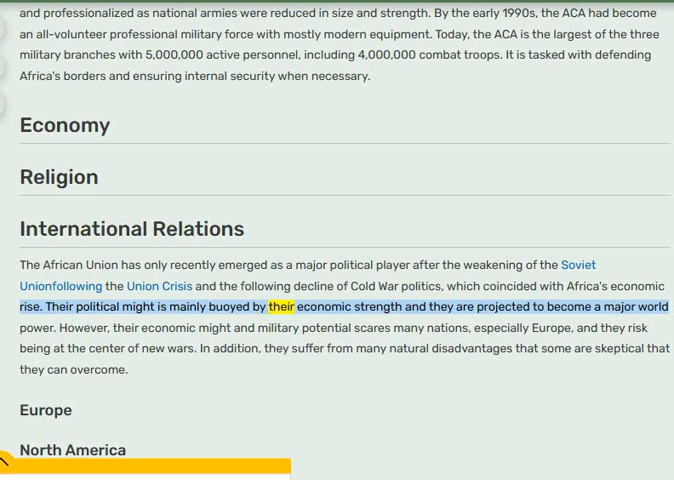 and professionalized as national armies were reduced in size and strength. By the early 1990s, the ACA had become
an all-volunteer professional military force with mostly modern equipment. Today, the ACA is the largest of the three
military branches with 5,000,000 active personnel, including 4,000,000 combat troops. It is tasked with defending
Africa's borders and ensuring internal security when necessary.
Economy
Religion
International Relations
The African Union has only recently emerged as a major political player after the weakening of the Soviet
Unionfollowing the Union Crisis and the following decline of Cold War politics, which coincided with Africa's economic
rise. Their political might is mainly buoyed by their economic strength and they are projected to become a major world
power. However, their economic might and military potential scares many nations, especially Europe, and they risk
being at the center of new wars. In addition, they suffer from many natural disadvantages that some are skeptical that
they can overcome.
Europe
North America